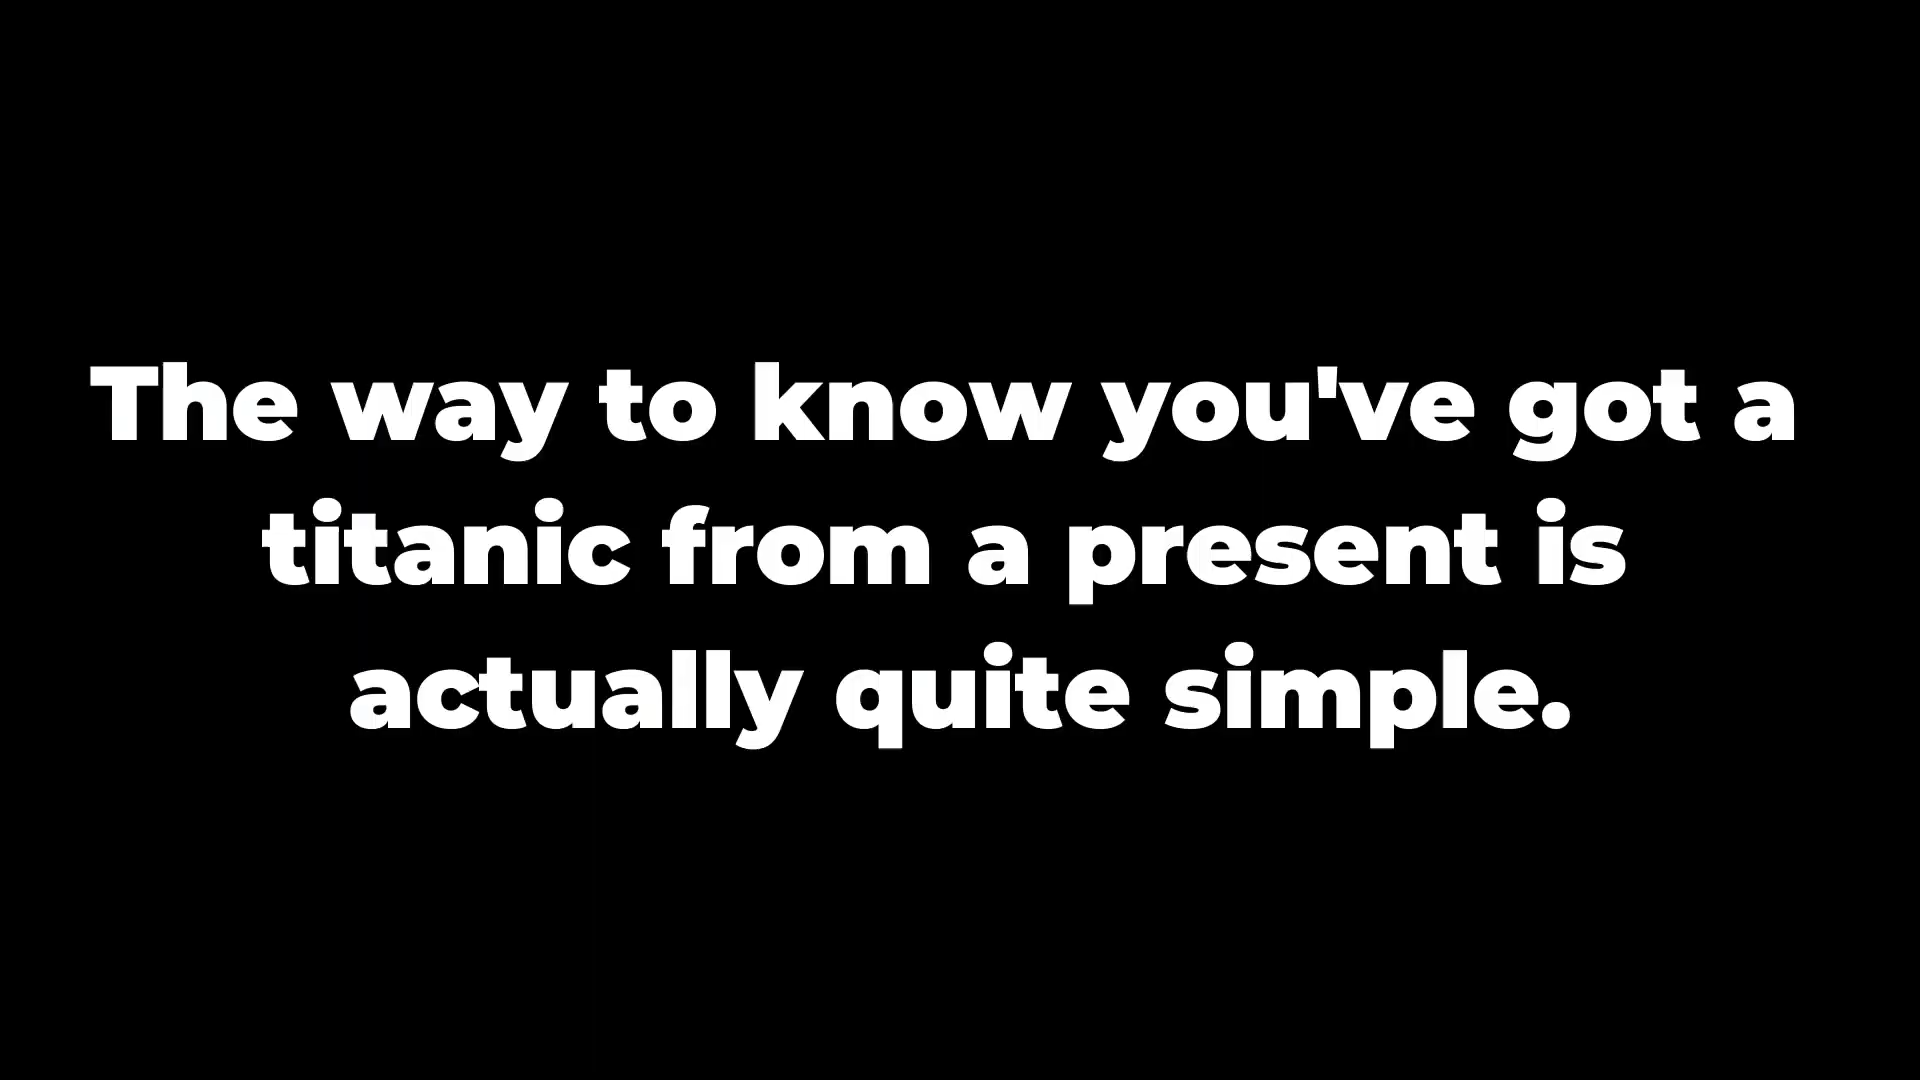 The way to know you've got a
titanic from a present is
actually quite simple.